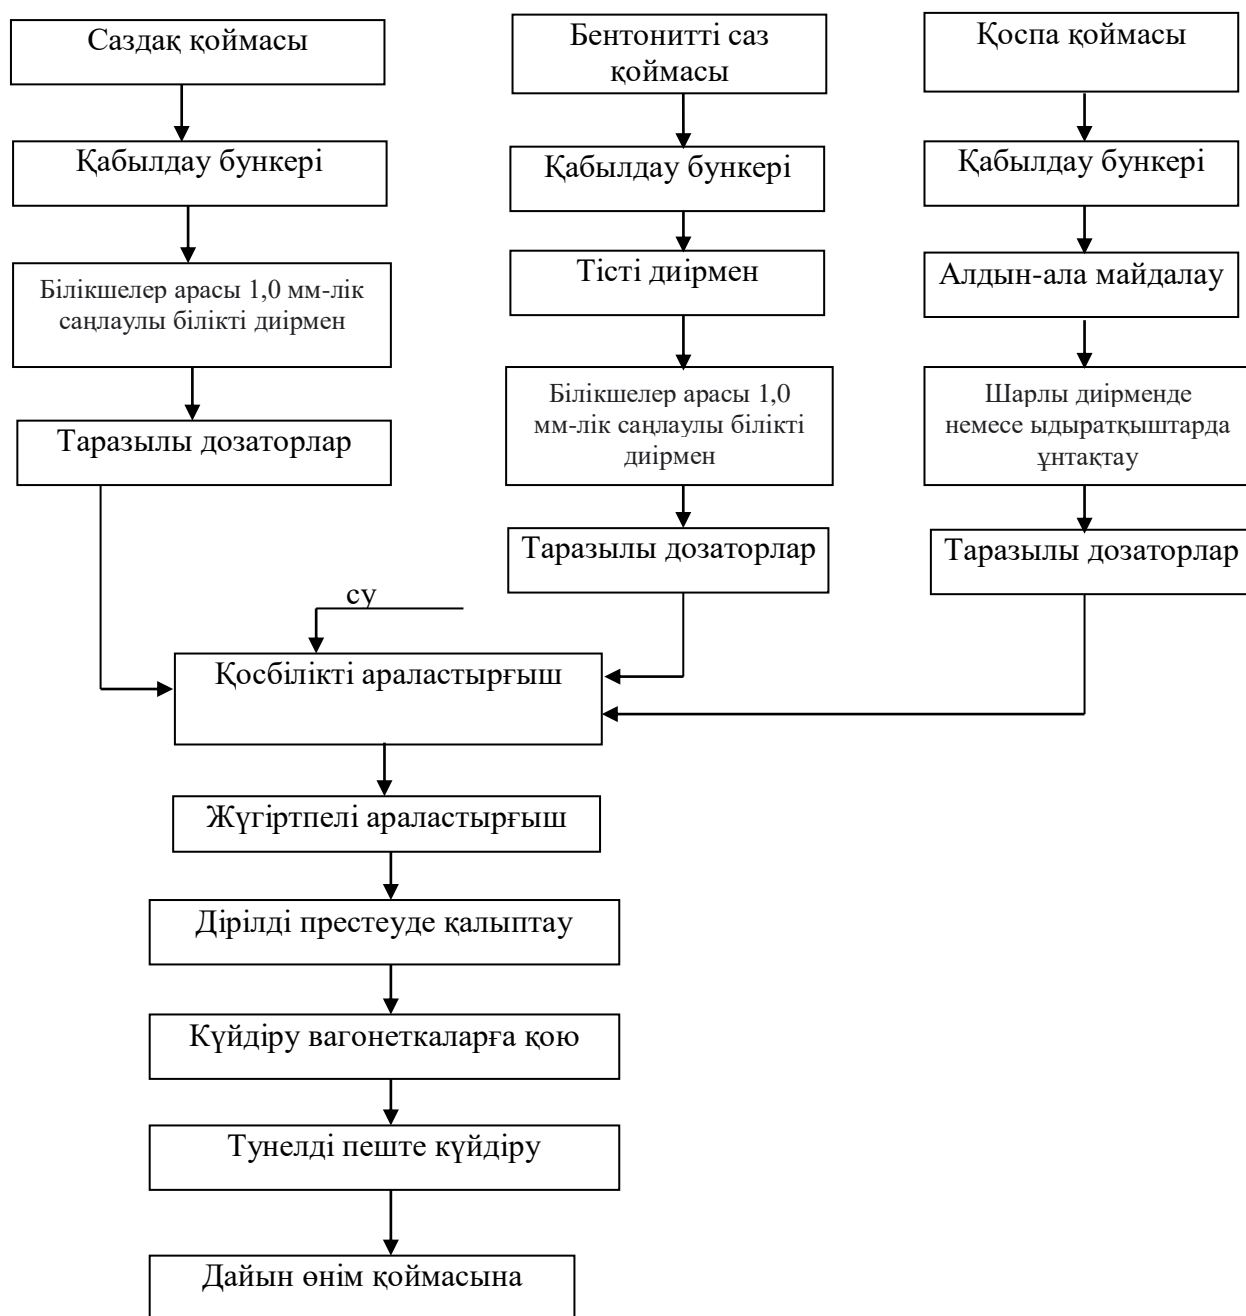 Саздақ қоймасы
Бентонитті саз
қоймасы
Қоспа қоймасы
Қабылдау бункері
Қабылдау бункері
Қабылдау бункері
Білікшелер арасы 1,0 мм-лік
саңлаулы білікті диірмен
Тісті диірмен
Алдын-ала майдалау
Таразылы дозаторлар
Білікшелер арасы 1,0
мм-лік саңлаулы білікті
диірмен
Шарлы диірменде
немесе ыдыратқыштарда
ұнтақтау
Таразылы дозаторлар
Таразылы дозаторлар
су
Қосбілікті араластырғыш
Жүгіртпелі араластырғыш
Дірілді престеуде қалыптау
Күйдіру вагонеткаларға қою
Тунелді пеште күйдіру
Дайын өнім қоймасына